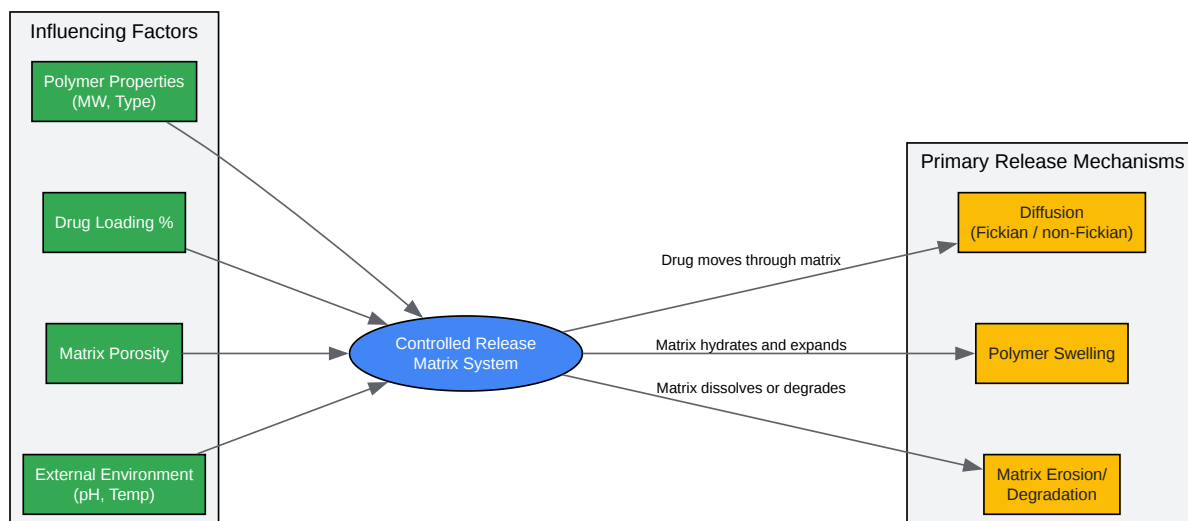 Influencing Factors
Polymer Properties
(MW, Type)
Drug Loading %
Matrix Porosity
External Environment
(pH, Temp)
Controlled Release
Matrix System
Drug moves through matrix
Matrix hydrates and expands
Matrix dissolves or degrades
Primary Release Mechanisms
Diffusion
(Fickian / non-Fickian)
Polymer Swelling
Matrix Erosion/
Degradation